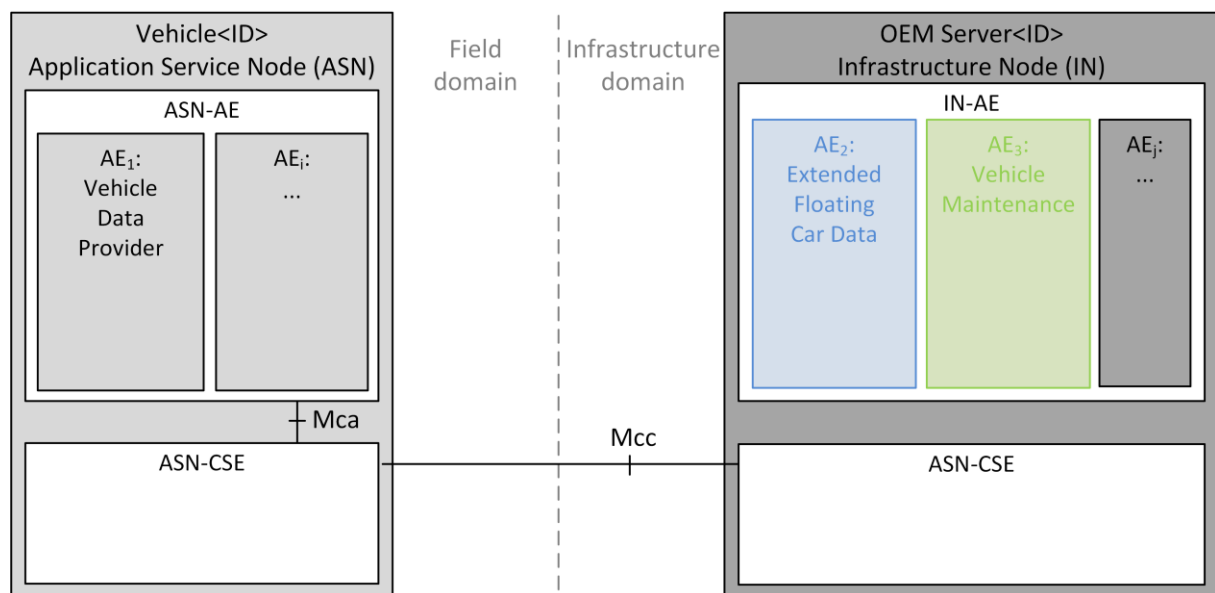 Vehicle<ID>
Application Service Node (ASN)
ASN-AE
AE₁:
Vehicle
Data
Provider
AEᵢ:
...
Mca
ASN-CSE
Field
domain
Infrastructure
domain
Mcc
OEM Server<ID>
Infrastructure Node (IN)
IN-AE
AE₂:
Extended
Floating
Car Data
AE₃:
Vehicle
Maintenance
AEⱼ:
...
ASN-CSE